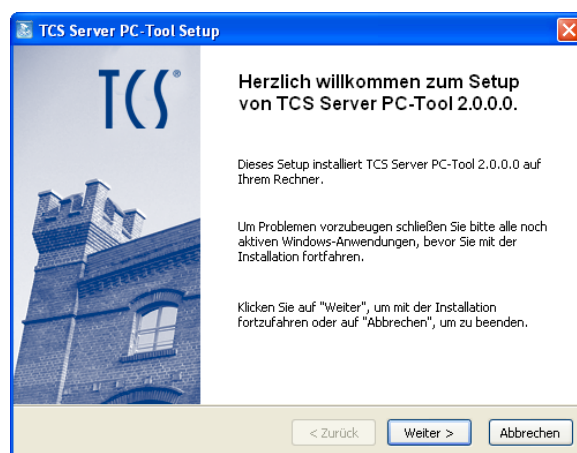 TCS Server PC-Tool Setup
TCS®
Herzlich willkommen zum Setup
von TCS Server PC-Tool 2.0.0.0.
Dieses Setup installiert TCS Server PC-Tool 2.0.0.0 auf
Ihrem Rechner.
Um Problemen vorzubeugen schließen Sie bitte alle noch
aktiven Windows-Anwendungen, bevor Sie mit der
Installation fortfahren.
Klicken Sie auf "Weiter", um mit der Installation
fortzufahren oder auf "Abbrechen", um zu beenden.
< Zurück
Weiter >
Abbrechen